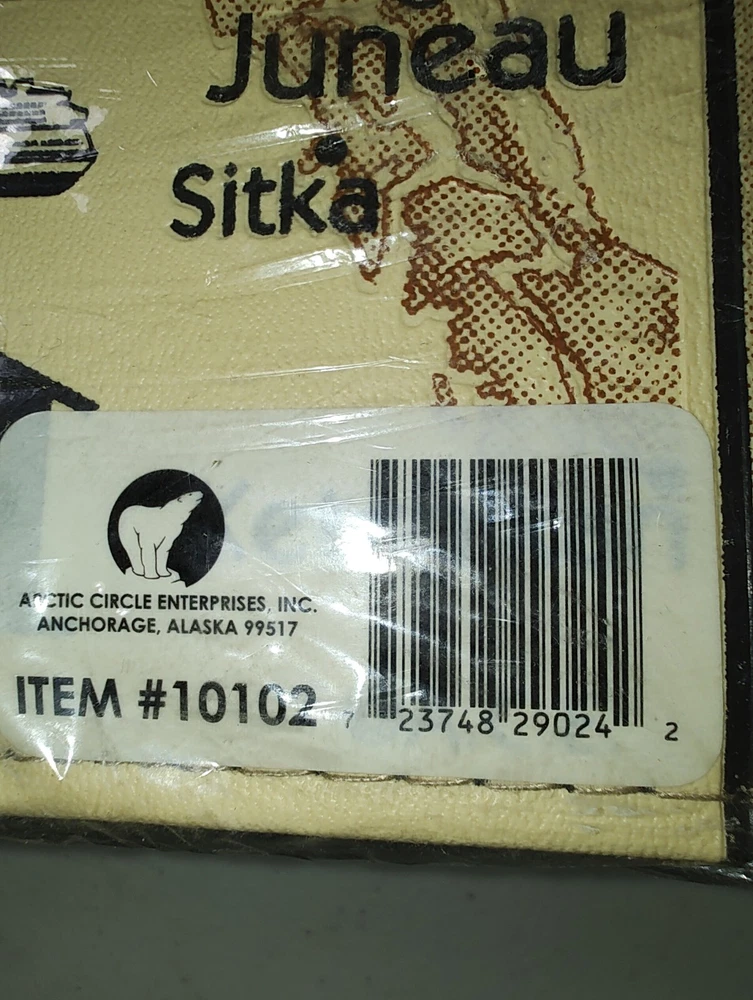 Juneau
Sitka
ARCTIC CIRCLE ENTERPRISES, INC.
ANCHORAGE, ALASKA 99517
ITEM #10102
7 23748 29024 2